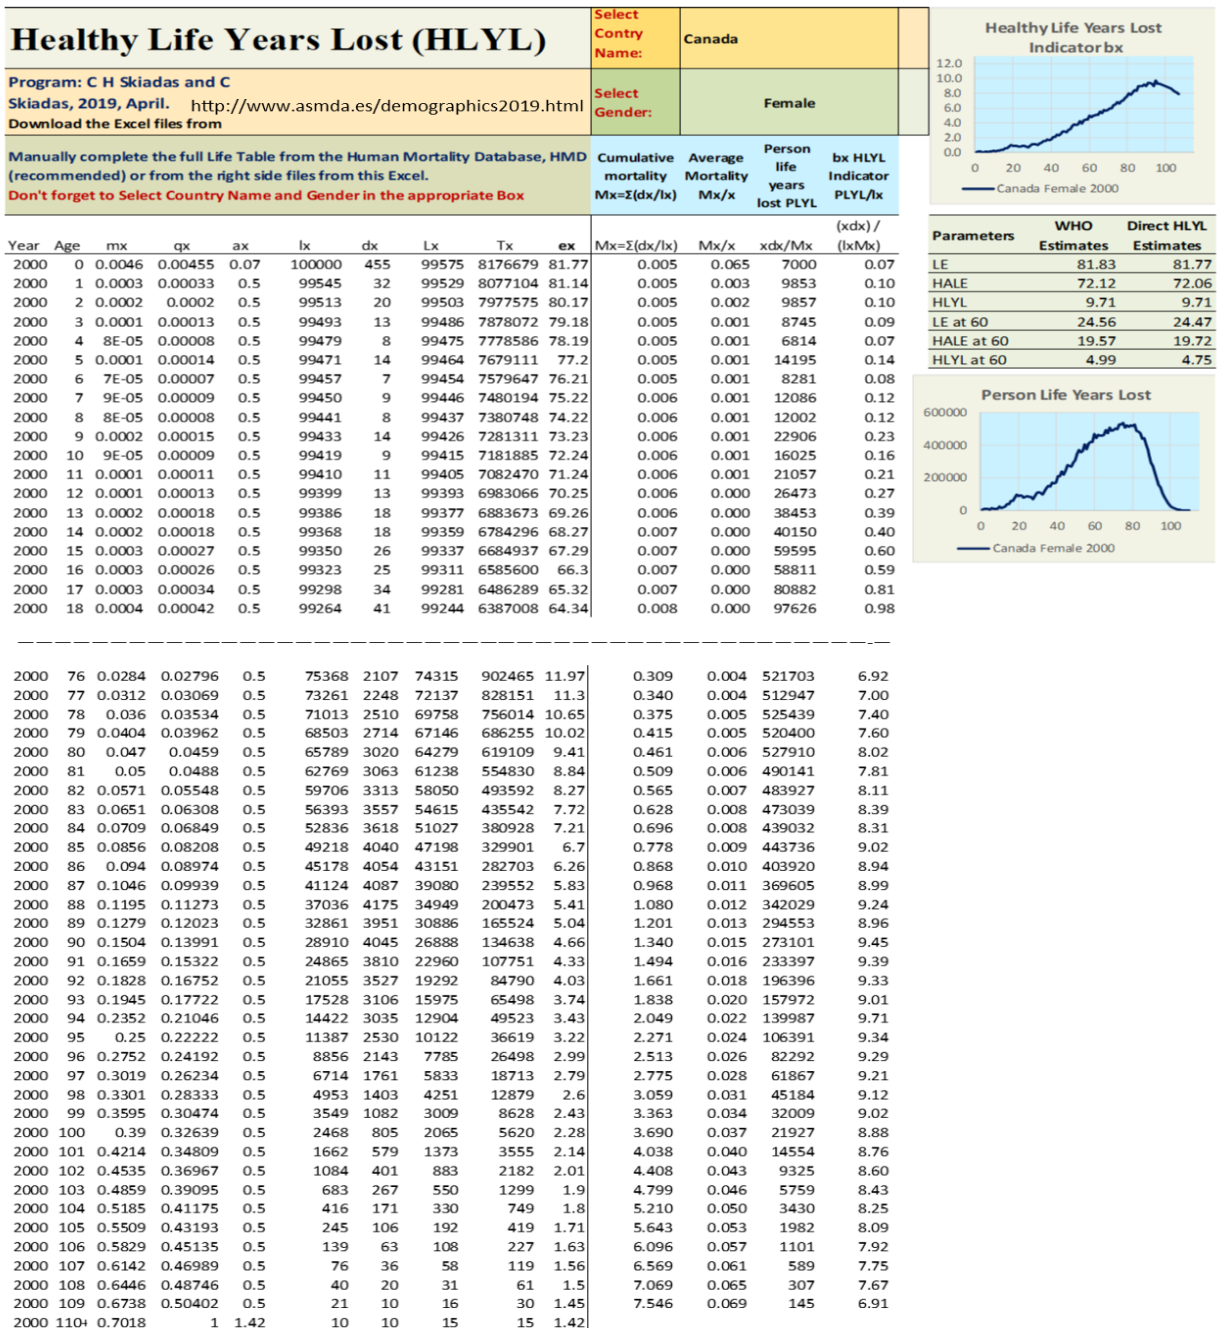 Healthy Life Years Lost (HLYL)
Select Contry Name:
Canada
Program: C H Skiadas and C
Skiadas, 2019, April. http://www.asmda.es/demographics2019.html
Download the Excel files from
Select Gender:
Female
Manually complete the full Life Table from the Human Mortality Database, HMD
(recommended) or from the right side files from this Excel.
Don't forget to Select Country Name and Gender in the appropriate Box
Cumulative mortality Mx=Σ(dx/lx)
Average Mortality Mx/x
Person life years lost PLYL
bx HLYL Indicator PLYL/lx
Year Age mx qx ax lx dx Lx Tx ex Mx=Σ(dx/lx) Mx/x xdx/Mx (xdx) / (lxMx)
2000 0 0.0046 0.00455 0.07 100000 455 99575 8176679 81.77 0.005 0.065 7000 0.07
2000 1 0.0003 0.00033 0.5 99545 32 99529 8077104 81.14 0.005 0.003 9853 0.10
2000 2 0.0002 0.0002 0.5 99513 20 99503 7977575 80.17 0.005 0.002 9857 0.10
2000 3 0.0001 0.00013 0.5 99493 13 99486 7878072 79.18 0.005 0.001 8745 0.09
2000 4 8E-05 0.00008 0.5 99479 8 99475 7778586 78.19 0.005 0.001 6814 0.07
2000 5 0.0001 0.00014 0.5 99471 14 99464 7679111 77.2 0.005 0.001 14195 0.14
2000 6 7E-05 0.00007 0.5 99457 7 99454 7579647 76.21 0.005 0.001 8281 0.08
2000 7 9E-05 0.00009 0.5 99450 9 99446 7480194 75.22 0.006 0.001 12086 0.12
2000 8 8E-05 0.00008 0.5 99441 8 99437 7380748 74.22 0.006 0.001 12002 0.12
2000 9 0.0002 0.00015 0.5 99433 14 99426 7281311 73.23 0.006 0.001 22906 0.23
2000 10 9E-05 0.00009 0.5 99419 9 99415 7181885 72.24 0.006 0.001 16025 0.16
2000 11 0.0001 0.00011 0.5 99410 11 99405 7082470 71.24 0.006 0.001 21057 0.21
2000 12 0.0001 0.00013 0.5 99399 13 99393 6983066 70.25 0.006 0.000 26473 0.27
2000 13 0.0002 0.00018 0.5 99386 18 99377 6883673 69.26 0.006 0.000 38453 0.39
2000 14 0.0002 0.00018 0.5 99368 18 99359 6784296 68.27 0.007 0.000 40150 0.40
2000 15 0.0003 0.00027 0.5 99350 26 99337 6684937 67.29 0.007 0.000 59595 0.60
2000 16 0.0003 0.00026 0.5 99323 25 99311 6585600 66.3 0.007 0.000 58811 0.59
2000 17 0.0003 0.00034 0.5 99298 34 99281 6486289 65.32 0.007 0.000 80882 0.81
2000 18 0.0004 0.00042 0.5 99264 41 99244 6387008 64.34 0.008 0.000 97626 0.98
2000 76 0.0284 0.02796 0.5 75368 2107 74315 902465 11.97 0.309 0.004 521703 6.92
2000 77 0.0312 0.03069 0.5 73261 2248 72137 828151 11.3 0.340 0.004 512947 7.00
2000 78 0.036 0.03534 0.5 71013 2510 69758 756014 10.65 0.375 0.005 525439 7.40
2000 79 0.0404 0.03962 0.5 68503 2714 67146 686255 10.02 0.415 0.005 520400 7.60
2000 80 0.047 0.0459 0.5 65789 3020 64279 619109 9.41 0.461 0.006 527910 8.02
2000 81 0.05 0.0488 0.5 62769 3063 61238 554830 8.84 0.509 0.006 490141 7.81
2000 82 0.0571 0.05548 0.5 59706 3313 58050 493592 8.27 0.565 0.007 483927 8.11
2000 83 0.0651 0.06308 0.5 56393 3557 54615 435542 7.72 0.628 0.008 473039 8.39
2000 84 0.0709 0.06849 0.5 52836 3618 51027 380928 7.21 0.696 0.008 439032 8.31
2000 85 0.0856 0.08208 0.5 49218 4040 47198 329901 6.7 0.778 0.009 443736 9.02
2000 86 0.094 0.08974 0.5 45178 4054 43151 282703 6.26 0.868 0.010 403920 8.94
2000 87 0.1046 0.09939 0.5 41124 4087 39080 239552 5.83 0.968 0.011 369605 8.99
2000 88 0.1195 0.11273 0.5 37036 4175 34949 200473 5.41 1.080 0.012 342029 9.24
2000 89 0.1279 0.12023 0.5 32861 3951 30886 165524 5.04 1.201 0.013 294553 8.96
2000 90 0.1504 0.13991 0.5 28910 4045 26888 134638 4.66 1.340 0.015 273101 9.45
2000 91 0.1659 0.15322 0.5 24865 3810 22960 107751 4.33 1.494 0.016 233397 9.39
2000 92 0.1828 0.16752 0.5 21055 3527 19292 84790 4.03 1.661 0.018 196396 9.33
2000 93 0.1945 0.17722 0.5 17528 3106 15975 65498 3.74 1.838 0.020 157972 9.01
2000 94 0.2352 0.21046 0.5 14422 3035 12904 49523 3.43 2.049 0.022 139987 9.71
2000 95 0.25 0.22222 0.5 11387 2530 10122 36619 3.22 2.271 0.024 106391 9.34
2000 96 0.2752 0.24192 0.5 8856 2143 7785 26498 2.99 2.513 0.026 82292 9.29
2000 97 0.3019 0.26234 0.5 6714 1761 5833 18713 2.79 2.775 0.028 61867 9.21
2000 98 0.3301 0.28333 0.5 4953 1403 4251 12879 2.6 3.059 0.031 45184 9.12
2000 99 0.3595 0.30474 0.5 3549 1082 3009 8628 2.43 3.363 0.034 32009 9.02
2000 100 0.39 0.32639 0.5 2468 805 2065 5620 2.28 3.690 0.037 21927 8.88
2000 101 0.4214 0.34809 0.5 1662 579 1373 3555 2.14 4.038 0.040 14554 8.76
2000 102 0.4535 0.36967 0.5 1084 401 883 2182 2.01 4.408 0.043 9325 8.60
2000 103 0.4859 0.39095 0.5 683 267 550 1299 1.9 4.799 0.046 5759 8.43
2000 104 0.5185 0.41175 0.5 416 171 330 749 1.8 5.210 0.050 3430 8.25
2000 105 0.5509 0.43193 0.5 245 106 192 419 1.71 5.643 0.053 1982 8.09
2000 106 0.5829 0.45135 0.5 139 63 108 227 1.63 6.096 0.057 1101 7.92
2000 107 0.6142 0.46989 0.5 76 36 58 119 1.56 6.569 0.061 589 7.75
2000 108 0.6446 0.48746 0.5 40 20 31 61 1.5 7.069 0.065 307 7.67
2000 109 0.6738 0.50402 0.5 21 10 16 30 1.45 7.546 0.069 145 6.91
2000 110+ 0.7018 1 1.42 10 10 15 15 1.42
Healthy Life Years Lost
Indicator bx
12.0
10.0
8.0
6.0
4.0
2.0
0.0
0 20 40 60 80 100
Canada Female 2000
Parameters WHO Estimates Direct HLYL Estimates
LE 81.83 81.77
HALE 72.12 72.06
HLYL 9.71 9.71
LE at 60 24.56 24.47
HALE at 60 19.57 19.72
HLYL at 60 4.99 4.75
Person Life Years Lost
600000
400000
200000
0
0 20 40 60 80 100
Canada Female 2000